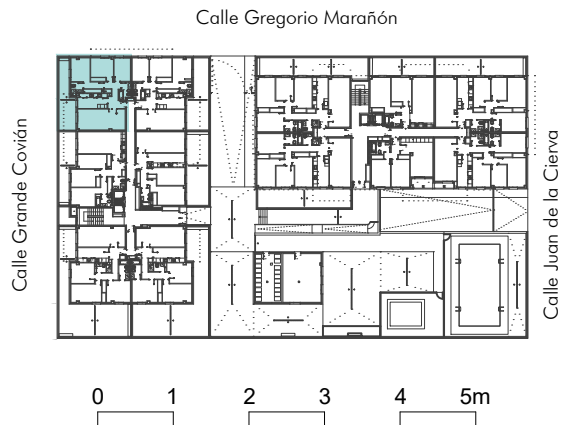 Calle Gregorio Marañón
Calle Grande Covián
Calle Juan de la Cierva
0 1 2 3 4 5m